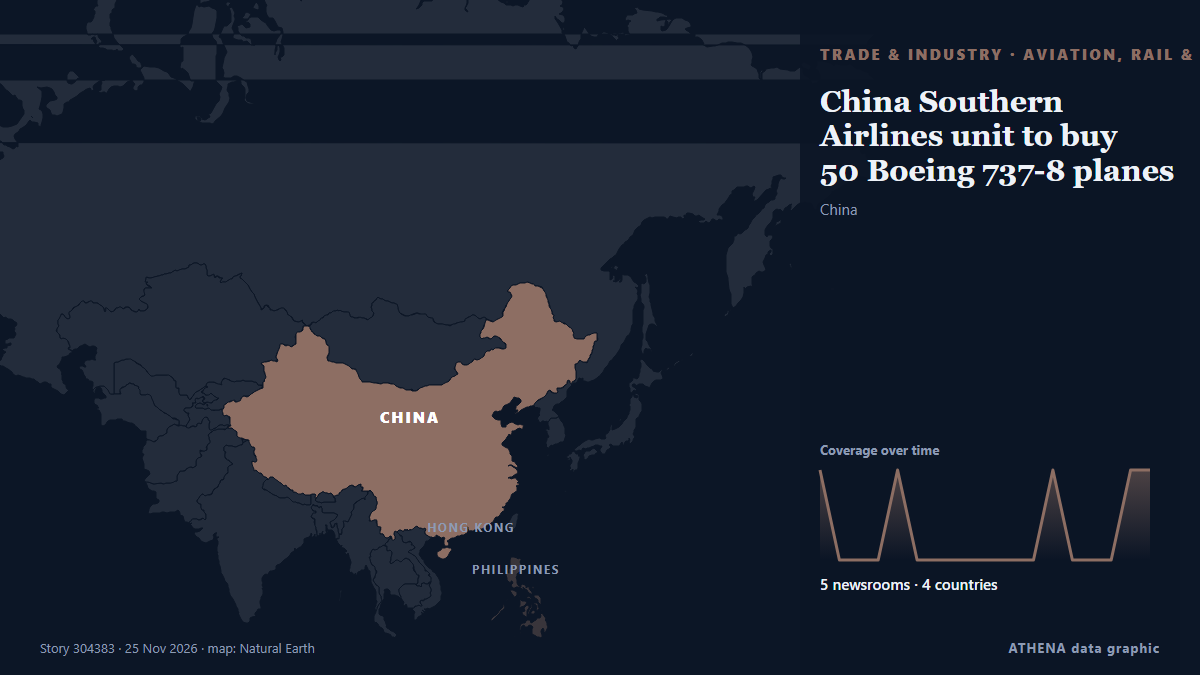 TRADE & INDUSTRY · AVIATION, RAIL &
China Southern
Airlines unit to buy
50 Boeing 737-8 planes
China
CHINA
HONG KONG
PHILIPPINES
Coverage over time
5 newsrooms · 4 countries
Story 304383 · 25 Nov 2026 · map: Natural Earth
ATHENA data graphic